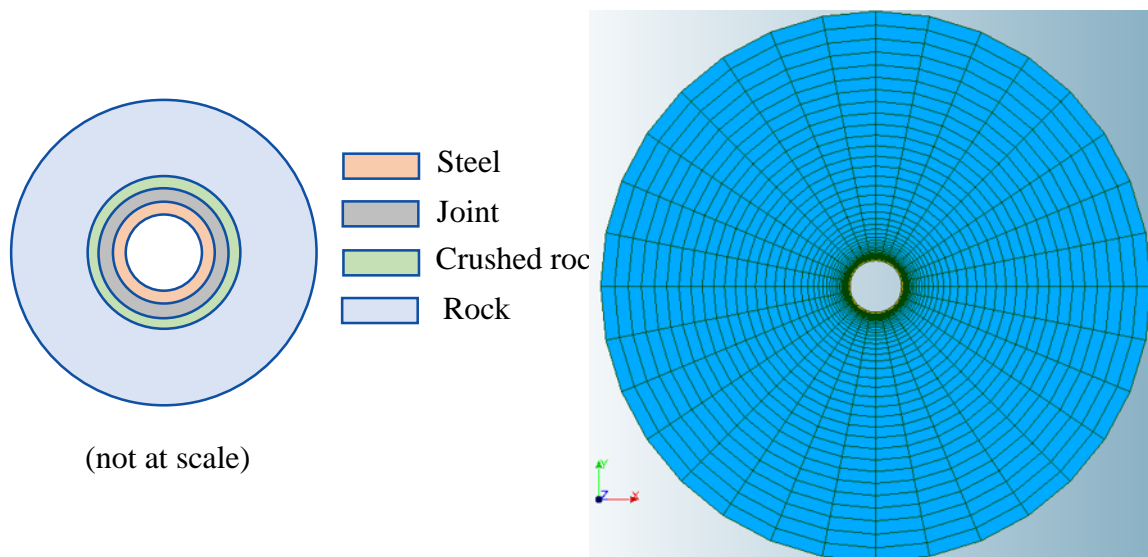 Steel
Joint
Crushed roc
Rock
(not at scale)
Y
Z X